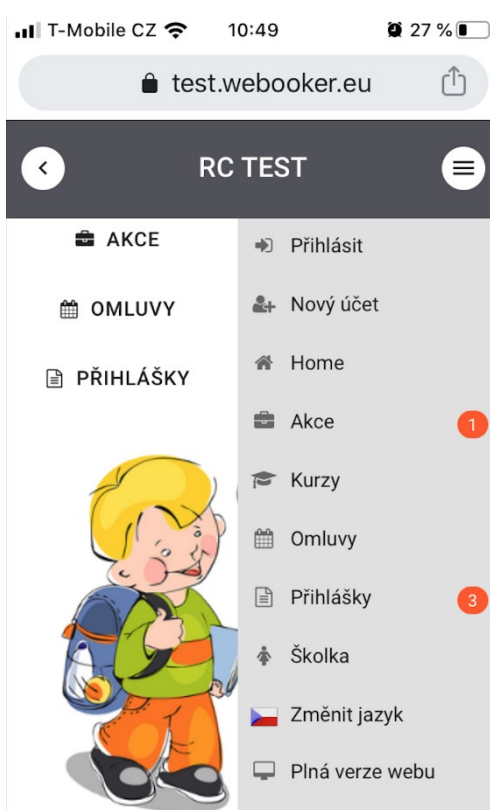 T-Mobile CZ 10:49 27 %
test.webooker.eu
RC TEST
AKCE
OMLUVY
PŘIHLÁŠKY
Přihlásit
Nový účet
Home
Akce 1
Kurzy
Omluvy
Přihlášky 3
Školka
Změnit jazyk
Plná verze webu